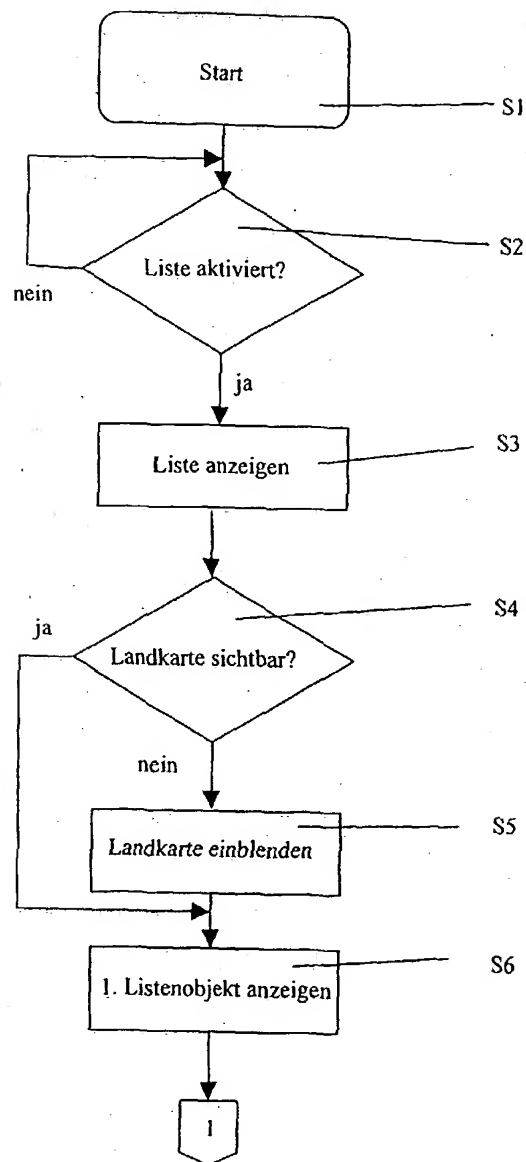 Start
S1
S2
Liste aktiviert?
nein
ja
S3
Liste anzeigen
S4
ja
Landkarte sichtbar?
nein
S5
Landkarte einblenden
S6
1. Listenobjekt anzeigen
1